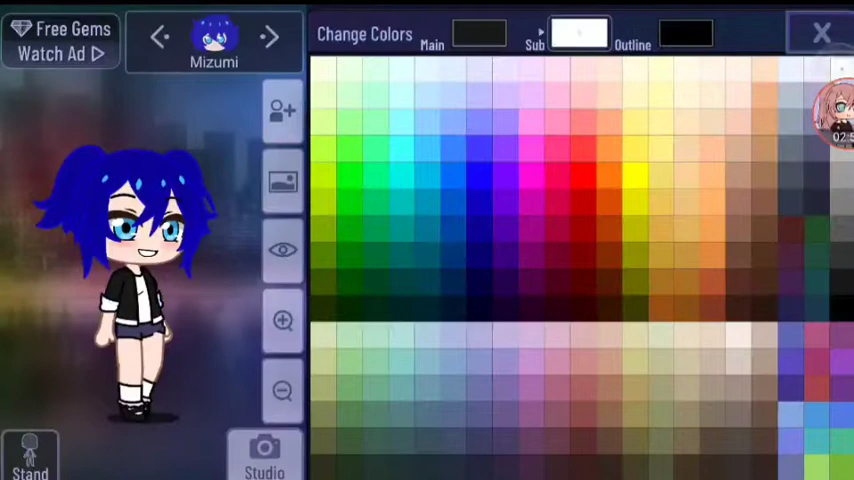 Free Gems
Watch Ad
Mizumi
Change Colors
Main
Sub
Outline
X
Stand
Studio